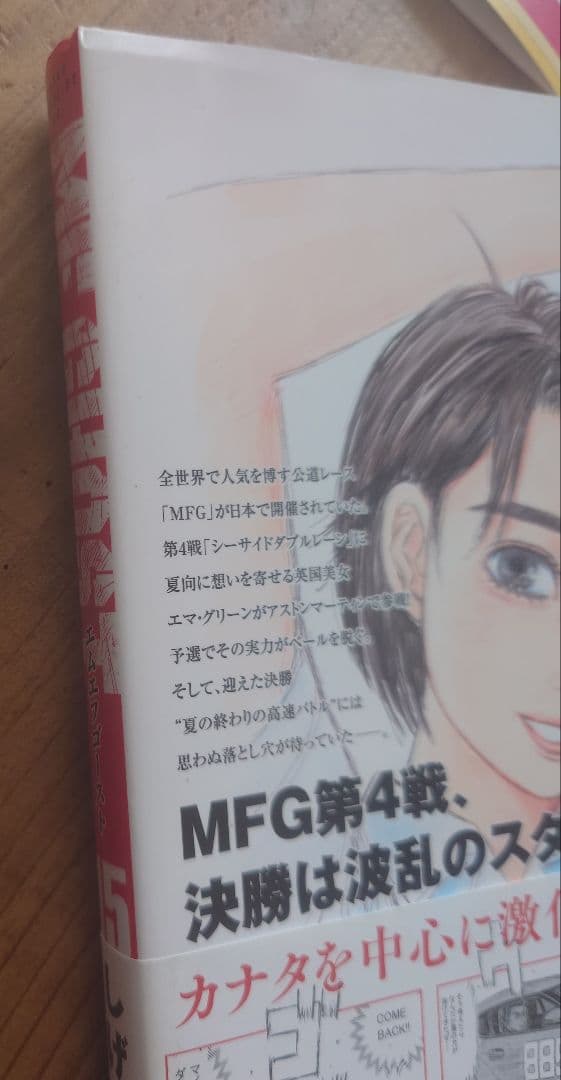 全世界で人気を博す公道レース
「MFG」が日本で開催されていた。
第4戦「シーサイドダブルレーン」に
夏向に想いを寄せる英国美女
エマ・グリーンがアストンマーティンで参戦!
予選でその実力がベールを脱ぐ。
そして、迎えた決勝
“夏の終わりの高速バトル”には
思わぬ落とし穴が待っていた──。
MFG第4戦、
決勝は波乱のスタ
カナタを中心に激化
COME
BACK!!
エムエフゴースト
15
しげ